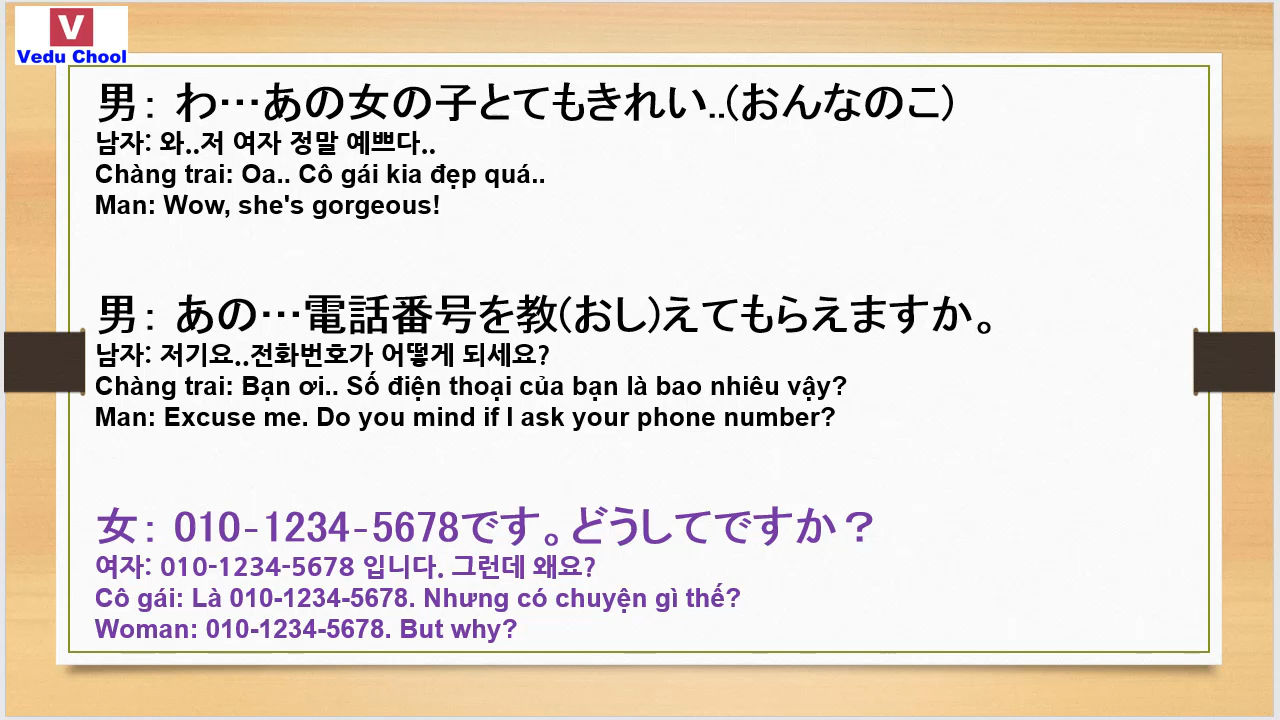 V
Vedu Chool
男： わ…あの女の子とてもきれい..(おんなのこ)
남자: 와..저 여자 정말 예쁘다..
Chàng trai: Oa.. Cô gái kia đẹp quá..
Man: Wow, she's gorgeous!
男： あの…電話番号を教(おし)えてもらえますか。
남자: 저기요..전화번호가 어떻게 되세요?
Chàng trai: Bạn ơi.. Số điện thoại của bạn là bao nhiêu vậy?
Man: Excuse me. Do you mind if I ask your phone number?
女： 010-1234-5678です。どうしてですか？
여자: 010-1234-5678 입니다. 그런데 왜요?
Cô gái: Là 010-1234-5678. Nhưng có chuyện gì thế?
Woman: 010-1234-5678. But why?